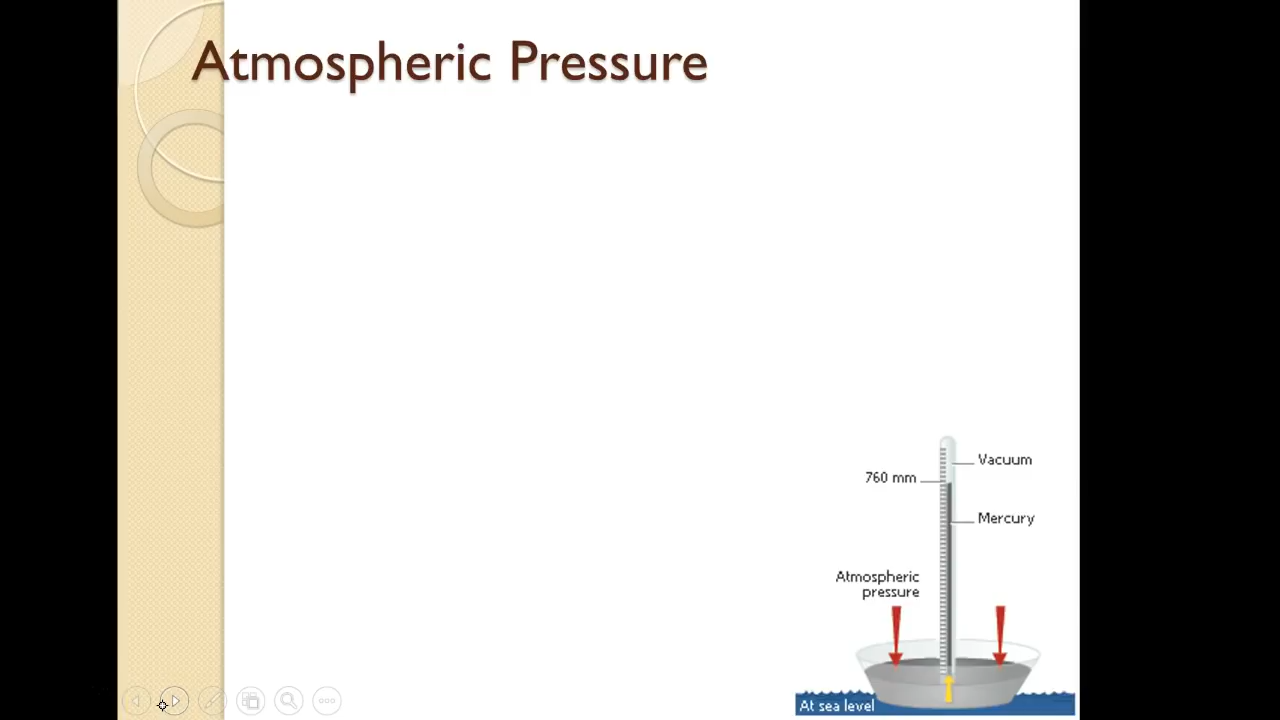 Atmospheric Pressure
Vacuum
760 mm
Mercury
Atmospheric
pressure
At sea level